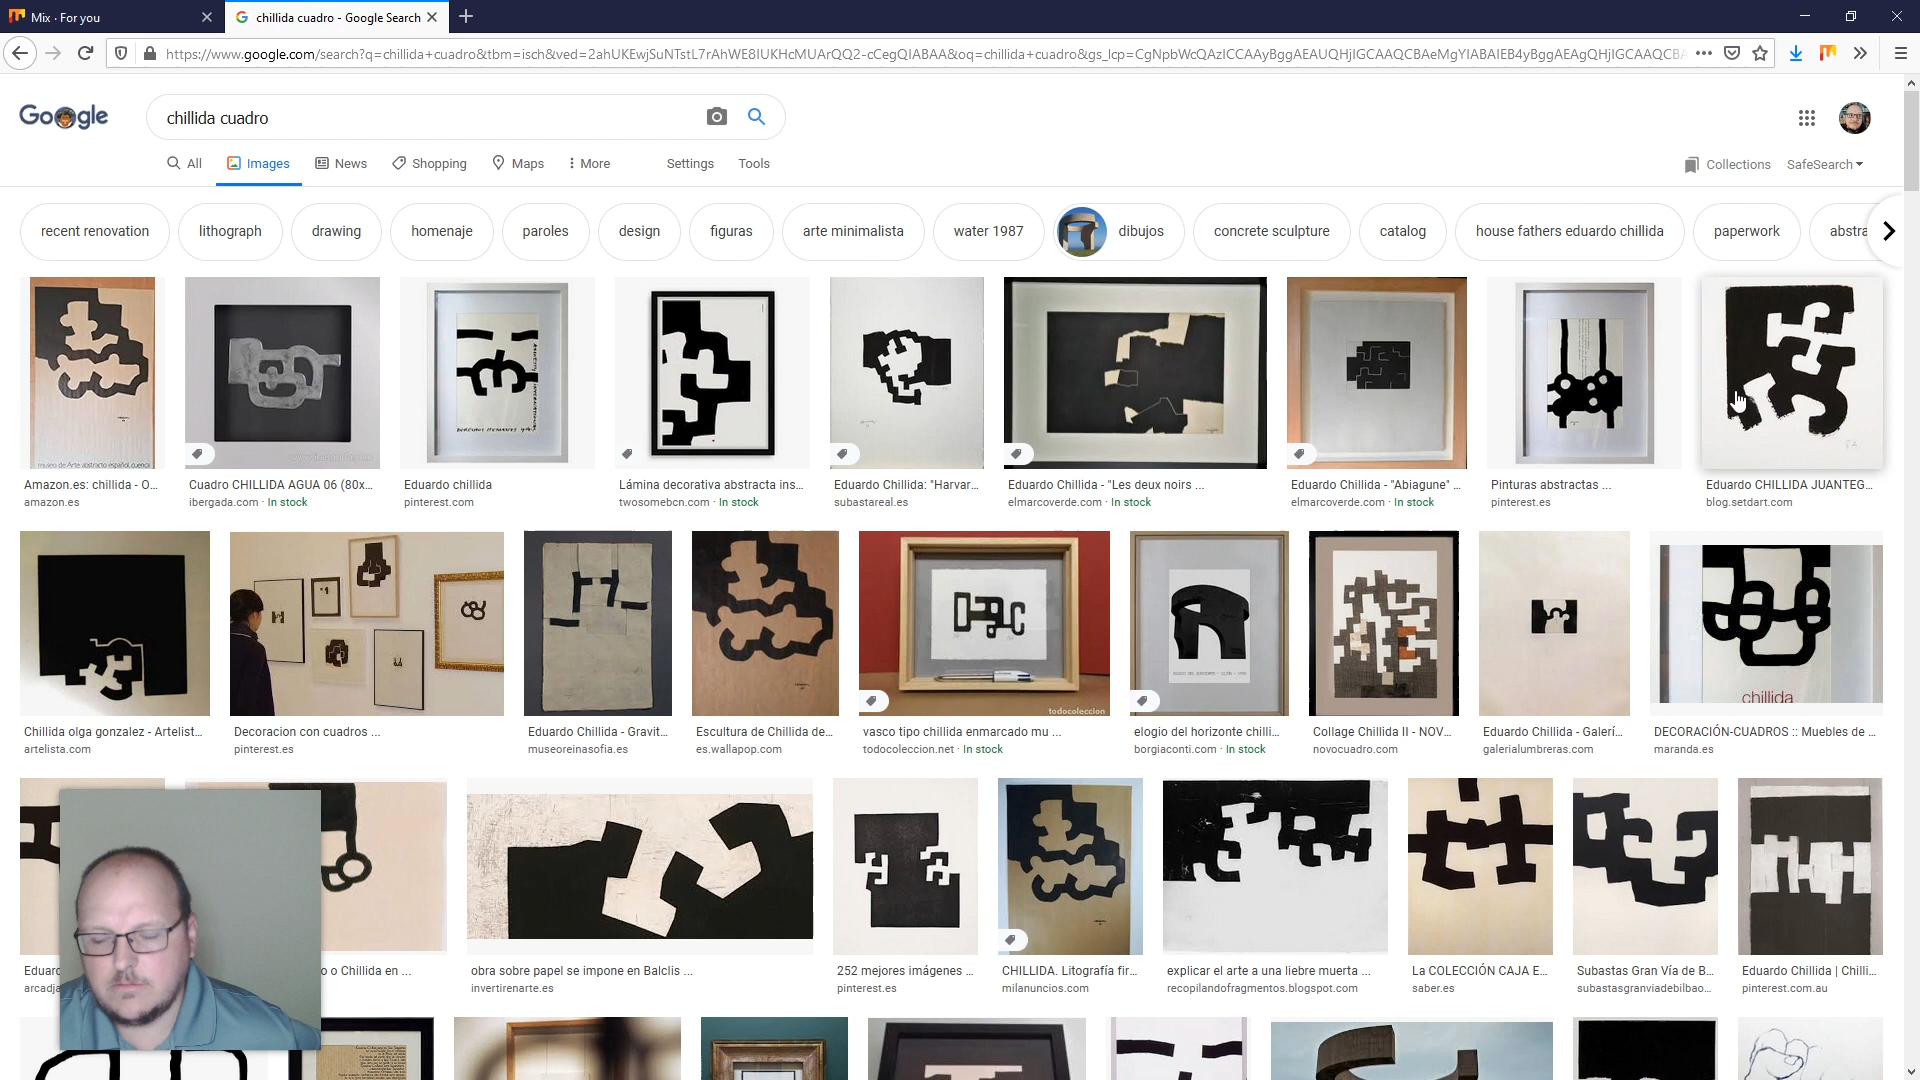 Mix · For you
chillida cuadro - Google Search
https://www.google.com/search?q=chillida+cuadro&tbm=isch&ved=2ahUKEwjSuNTstL7rAhWE8IUKHcMUArQQ2-cCegQIABAA&oq=chillida+cuadro&gs_lcp=CgNpbWcQAzICCAAyBggAEAUQHjIGCAAQCBAeMgYIABAIEB4yBggAEAgQHjIGCAAQCBA
Google
chillida cuadro
All Images News Shopping Maps More Settings Tools
Collections SafeSearch
recent renovation lithograph drawing homenaje paroles design figuras arte minimalista water 1987 dibujos concrete sculpture catalog house fathers eduardo chillida paperwork abstra
museo de Arte abstracto español, cuenca
Amazon.es: chillida - O... Cuadro CHILLIDA AGUA 06 (80x... Eduardo chillida Lámina decorativa abstracta ins... Eduardo Chillida: "Harvar... Eduardo Chillida - "Les deux noirs ... Eduardo Chillida - "Abiagune" ... Pinturas abstractas ... Eduardo CHILLIDA JUANTEG...
amazon.es ibergada.com · In stock pinterest.com twosomebcn.com · In stock subastareal.es elmarcoverde.com · In stock elmarcoverde.com · In stock pinterest.es blog.setdart.com
chillida
todocoleccion
Chillida olga gonzalez - Artelist... Decoracion con cuadros ... Eduardo Chillida - Gravit... Escultura de Chillida de... vasco tipo chillida enmarcado mu ... elogio del horizonte chilli... Collage Chillida II - NOV... Eduardo Chillida - Galerí... DECORACIÓN-CUADROS :: Muebles de ...
artelista.com pinterest.es museoreinasofia.es es.wallapop.com todocoleccion.net · In stock borgiaconti.com · In stock novocuadro.com galerialumbreras.com maranda.es
Eduar o o Chillida en ... obra sobre papel se impone en Balclis ... 252 mejores imágenes ... CHILLIDA. Litografía fir... explicar el arte a una liebre muerta ... La COLECCIÓN CAJA E... Subastas Gran Vía de B... Eduardo Chillida | Chilli...
arcadja invertirenarte.es pinterest.es milanuncios.com recopilandofragmentos.blogspot.com saber.es subastasgranviadebilbao... pinterest.com.au